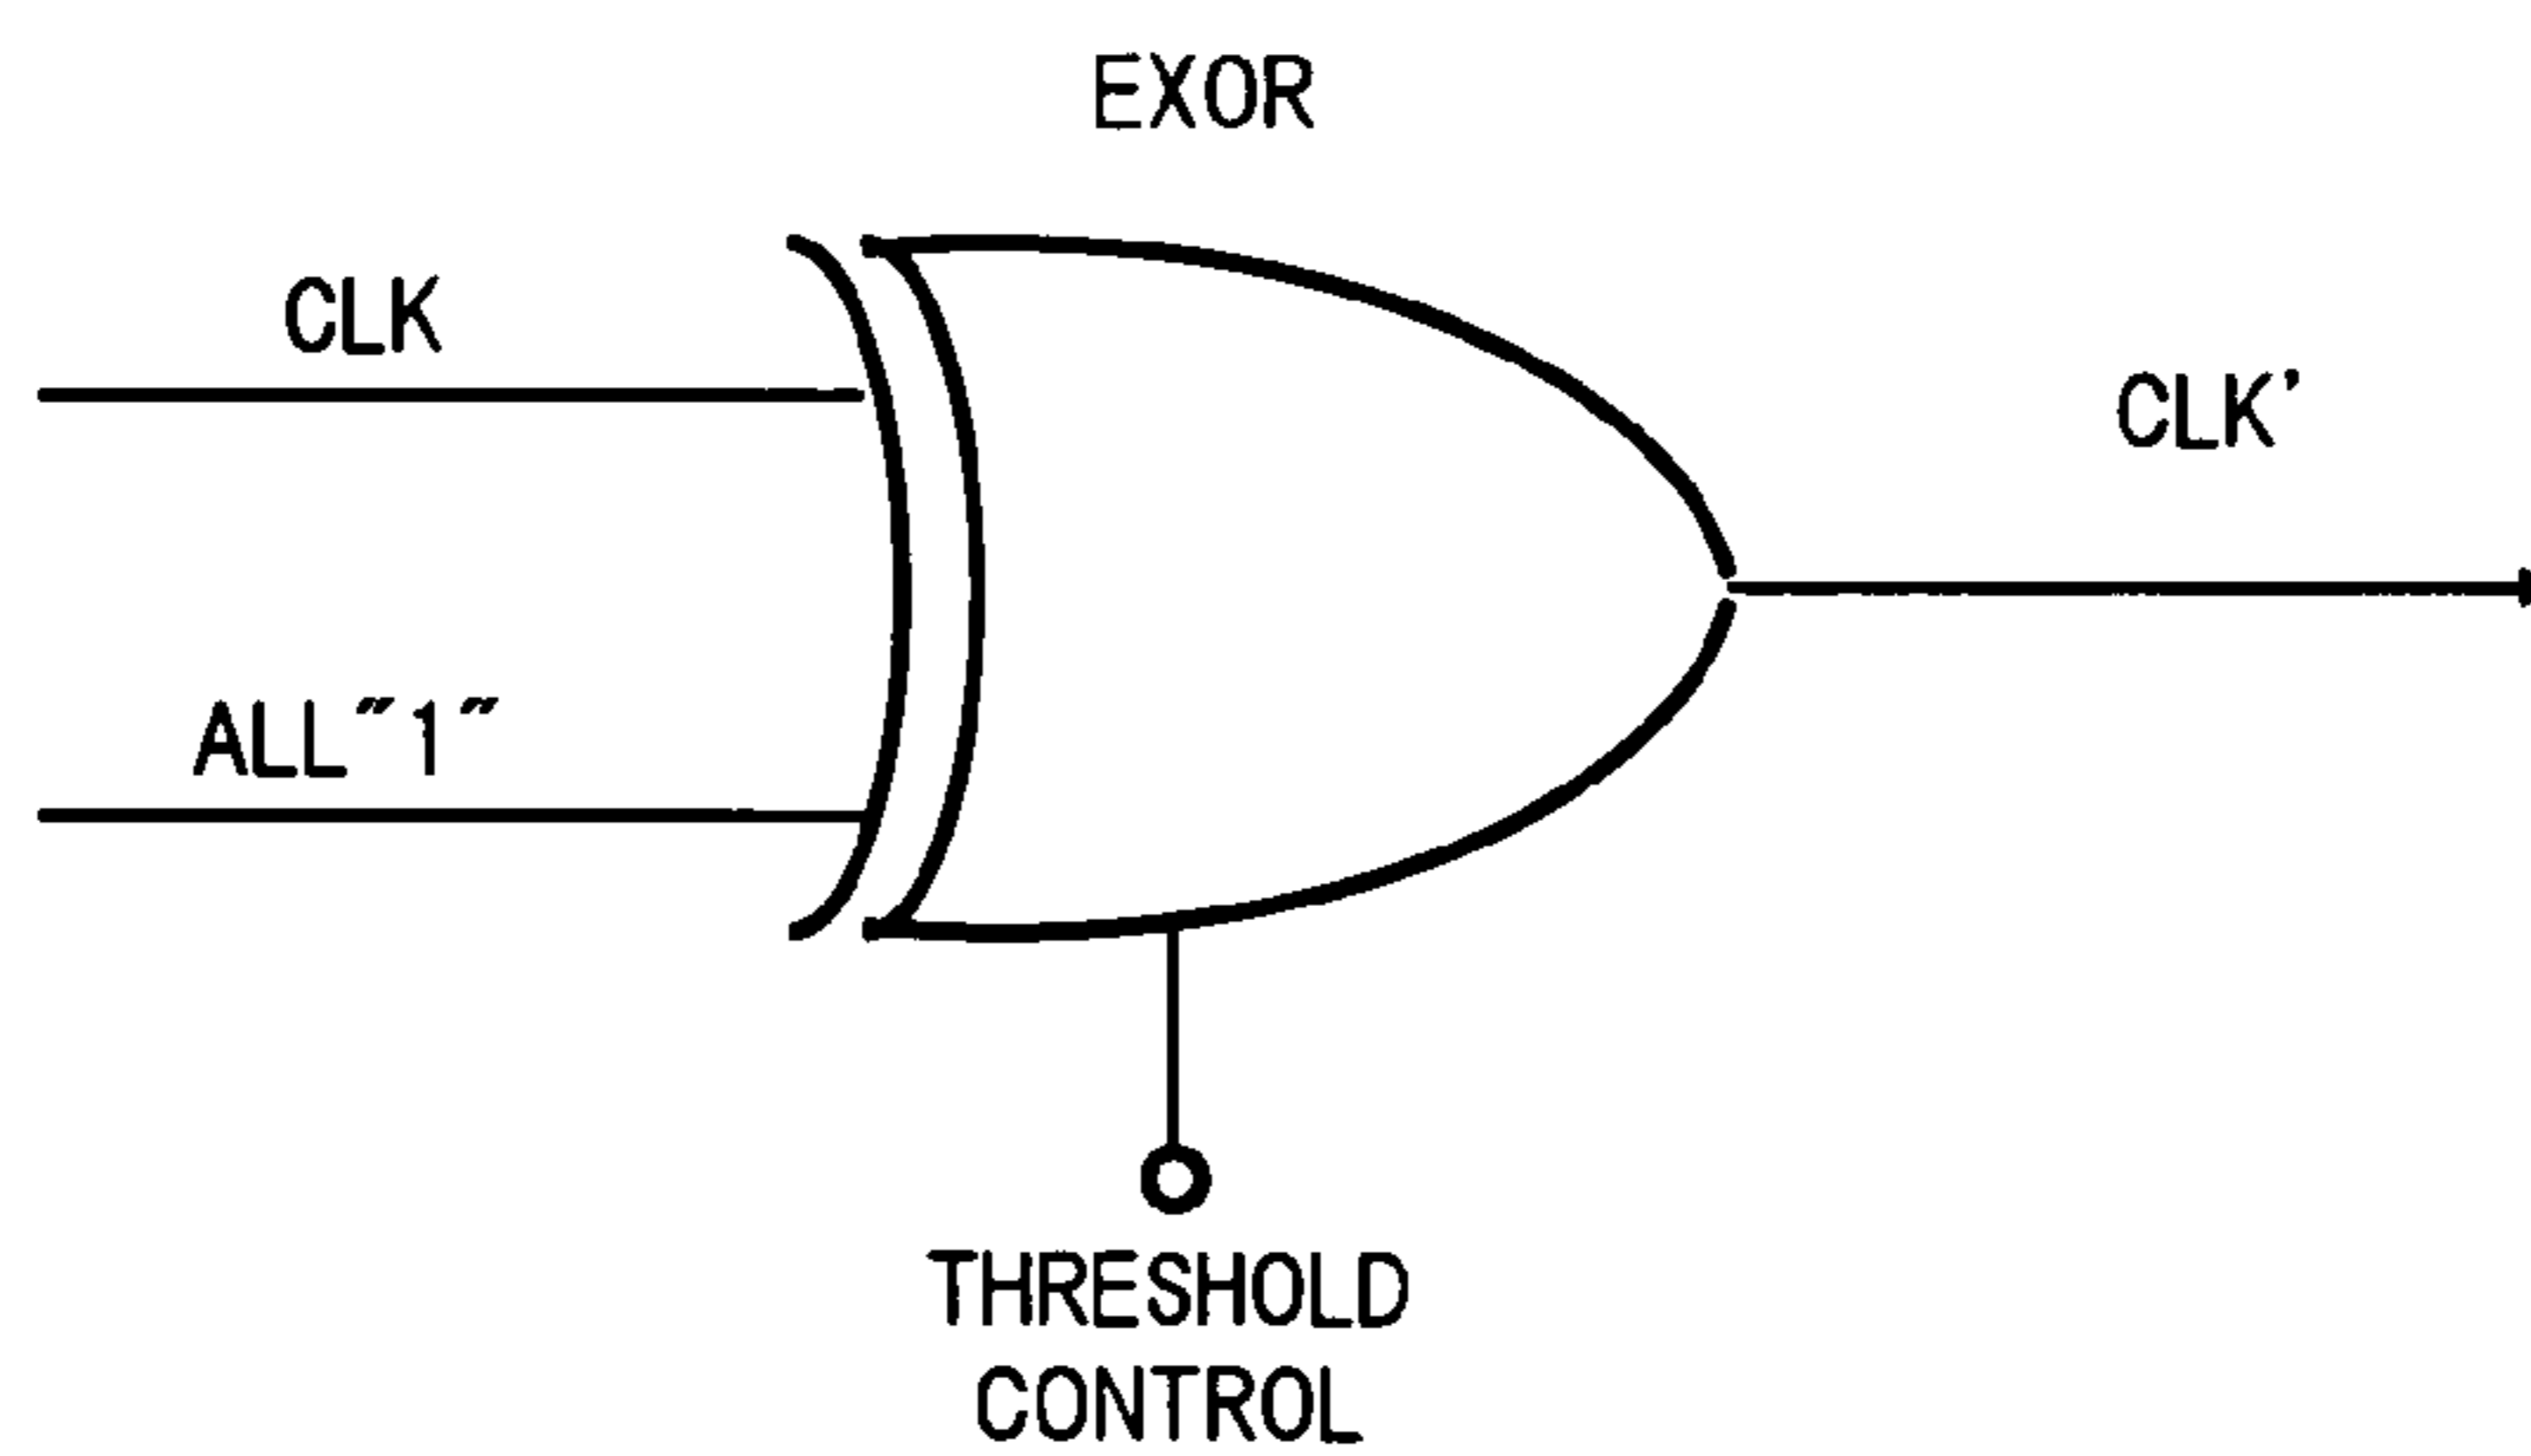 EXOR
CLK
CLK'
ALL"1"
THRESHOLD
CONTROL